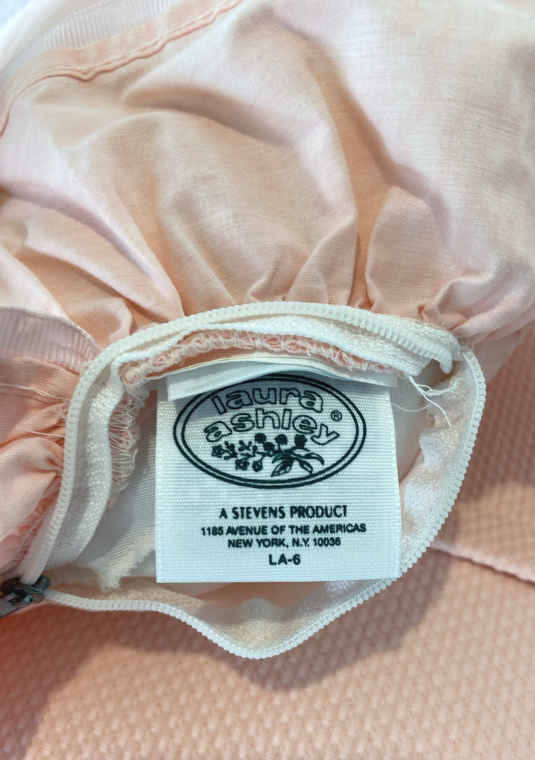 laura
ashley®
A STEVENS PRODUCT
1185 AVENUE OF THE AMERICAS
NEW YORK, N.Y. 10036
LA-6